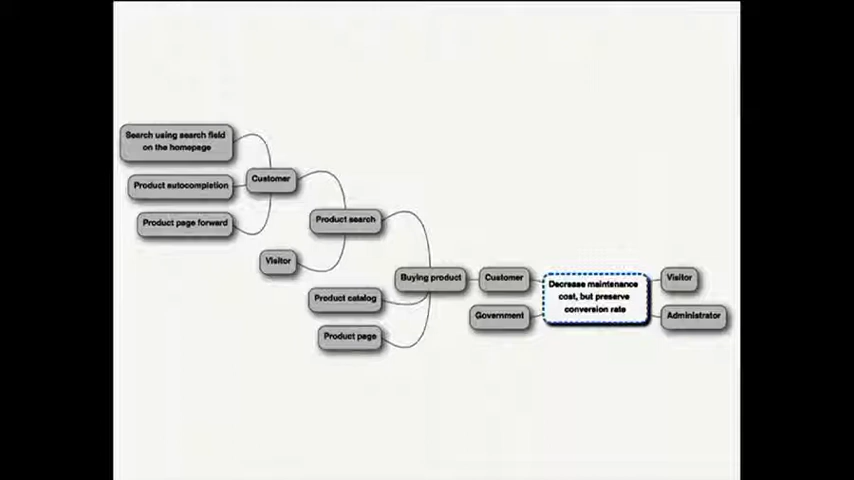 Search using search field
on the homepage
Product autocompletion
Customer
Product page forward
Product search
Visitor
Buying product
Customer
Decrease maintenance
cost, but preserve
conversion rate
Visitor
Product catalog
Government
Administrator
Product page